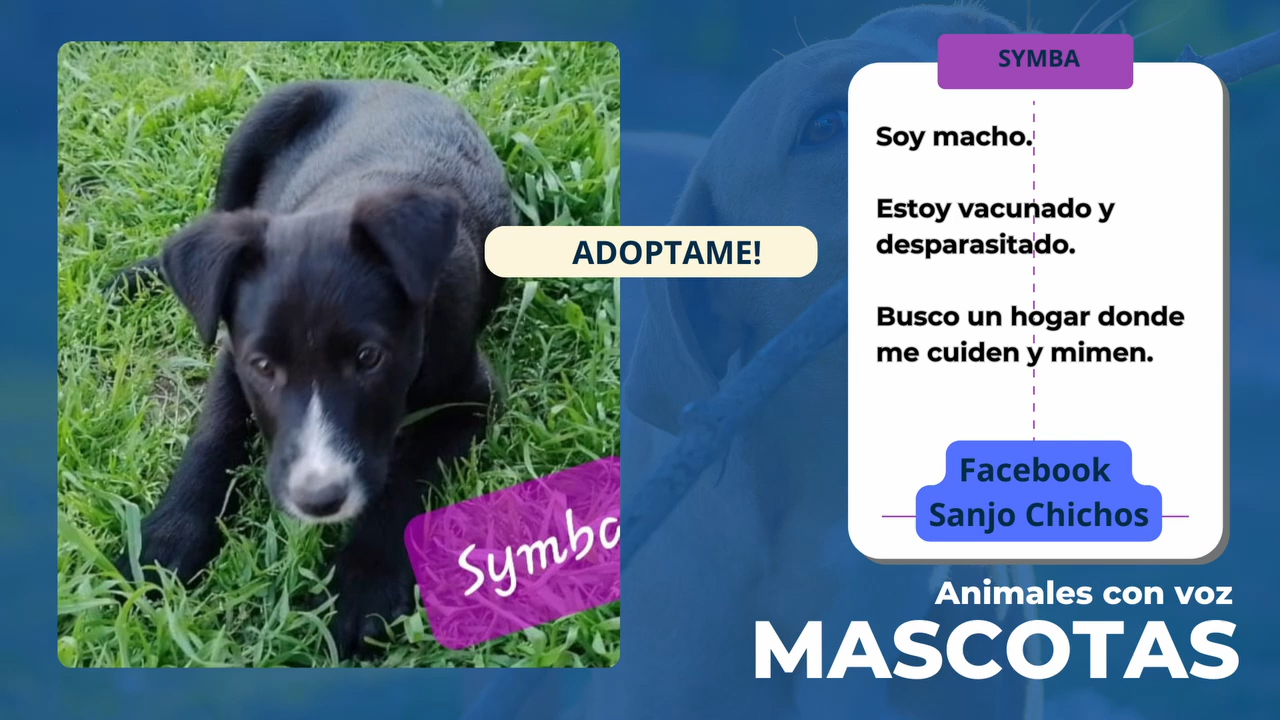 SYMBA
Soy macho.
Estoy vacunado y
desparasitado.
Busco un hogar donde
me cuiden y mimen.
ADOPTAME!
Symba
Facebook
Sanjo Chichos
Animales con voz
MASCOTAS